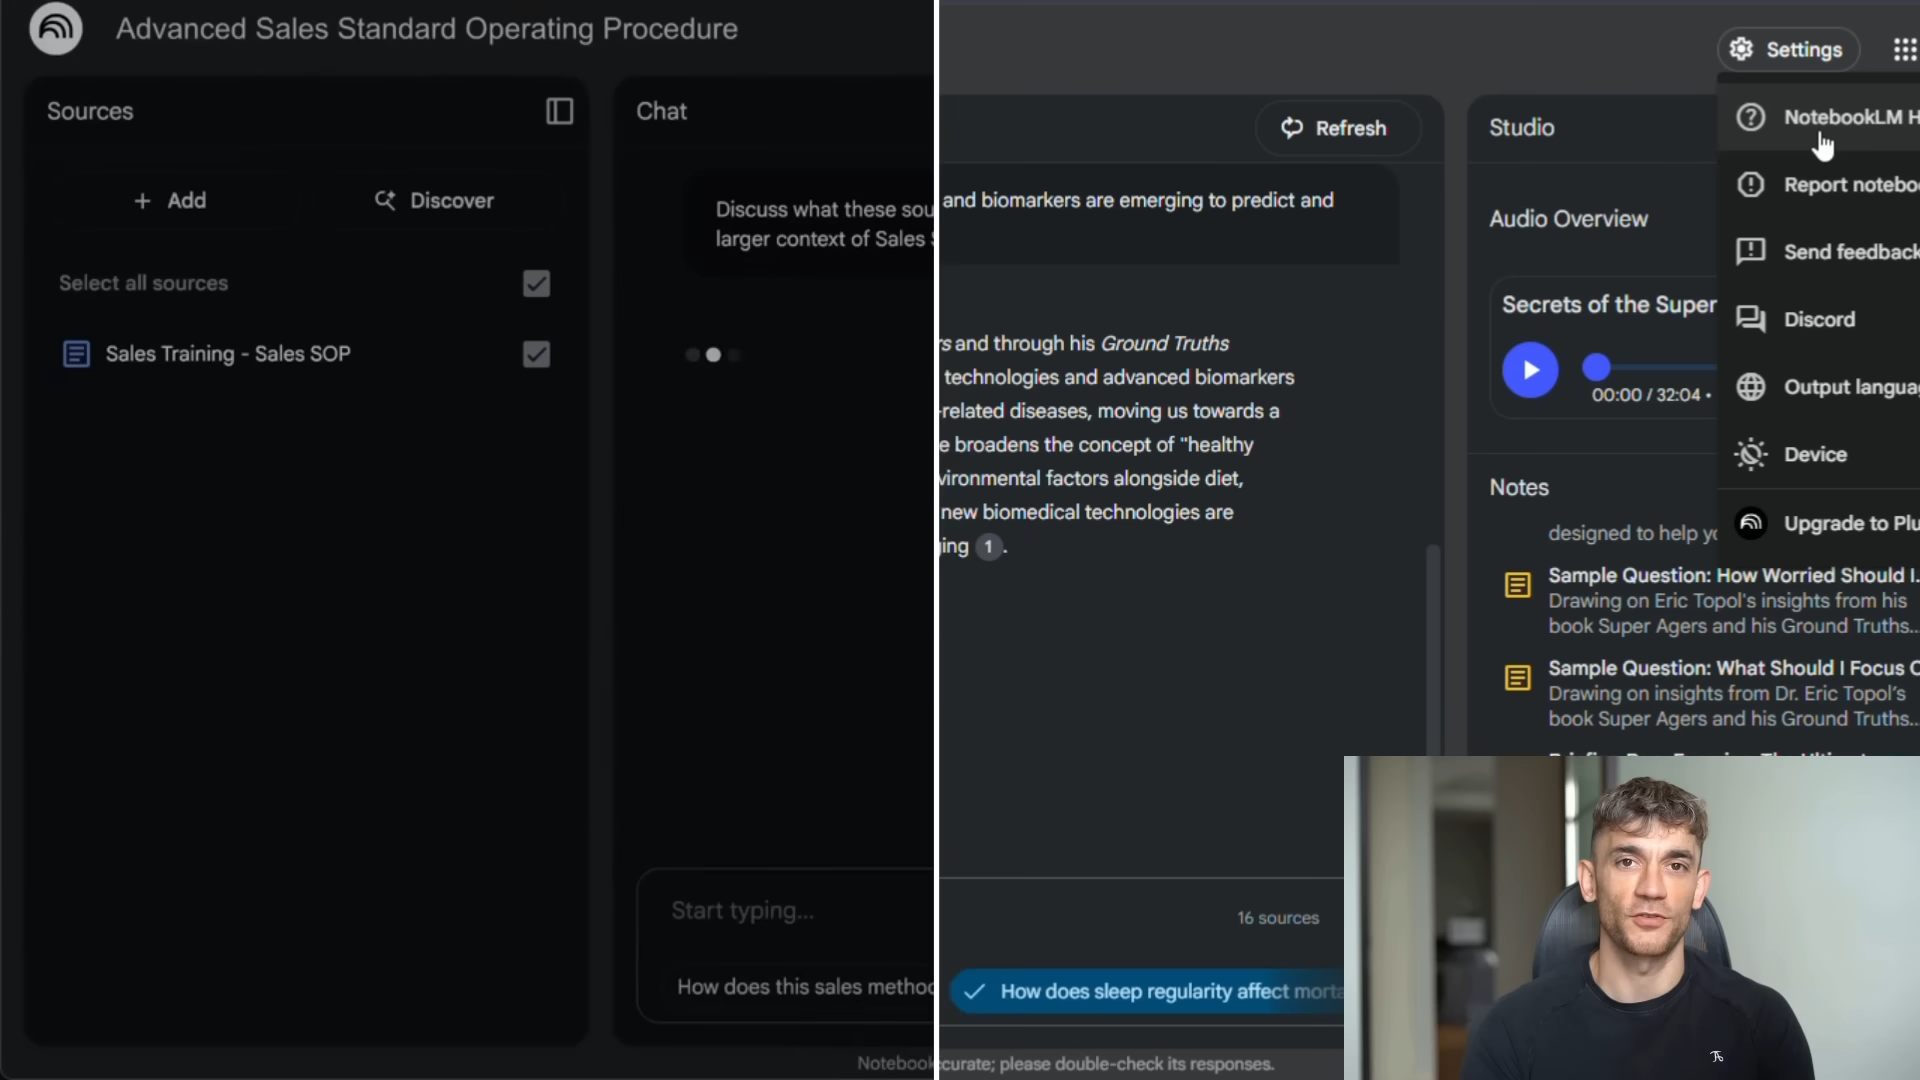 Advanced Sales Standard Operating Procedure
Sources
Add
Discover
Select all sources
Sales Training - Sales SOP
Chat
Discuss what these sou
larger context of Sales
Start typing...
How does this sales method
Notebook
Refresh
and biomarkers are emerging to predict and
rs and through his Ground Truths
technologies and advanced biomarkers
-related diseases, moving us towards a
e broadens the concept of "healthy
vironmental factors alongside diet,
new biomedical technologies are
ing 1.
16 sources
How does sleep regularity affect morta
ccurate; please double-check its responses.
Settings
NotebookLM H
Report noteboo
Send feedback
Discord
Output languag
Device
Upgrade to Plu
Studio
Audio Overview
Secrets of the Super
00:00 / 32:04 •
Notes
designed to help yo
Sample Question: How Worried Should I...
Drawing on Eric Topol's insights from his
book Super Agers and his Ground Truths...
Sample Question: What Should I Focus O
Drawing on insights from Dr. Eric Topol's
book Super Agers and his Ground Truths...